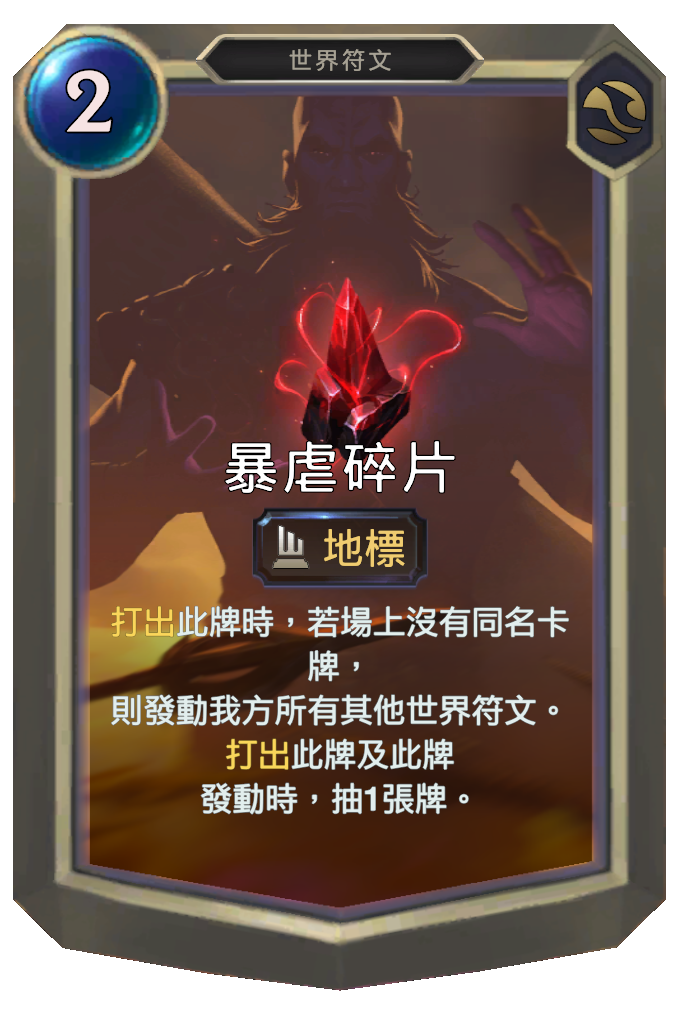 世界符文
2
暴虐碎片
地標
打出此牌時，若場上沒有同名卡
牌，
則發動我方所有其他世界符文。
打出此牌及此牌
發動時，抽1張牌。